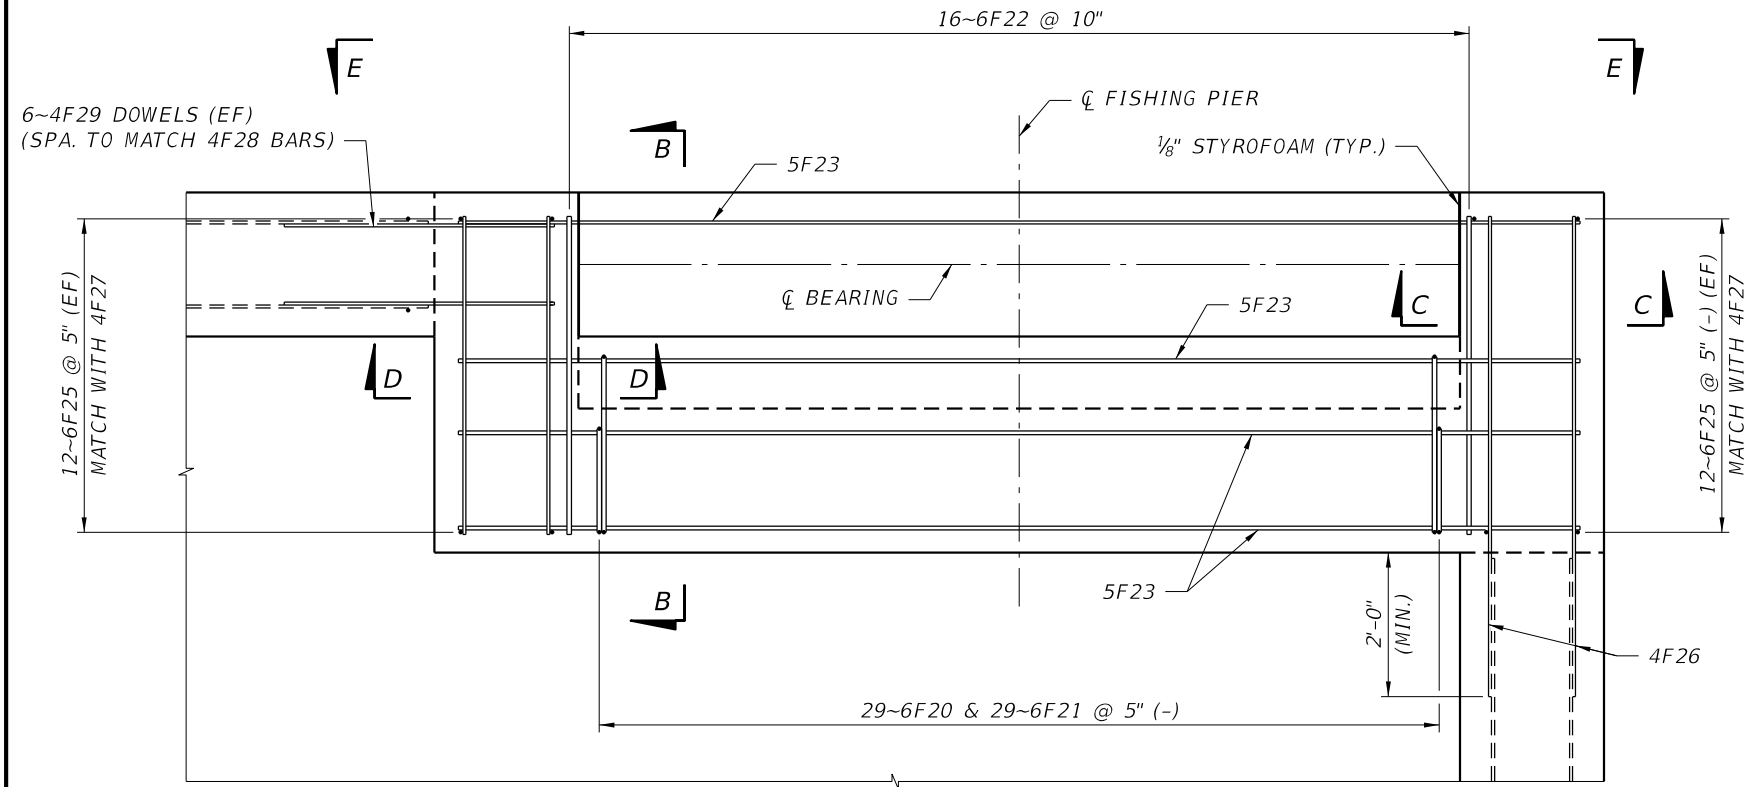 16~6F22 @ 10"
E
E
6~4F29 DOWELS (EF)
(SPA. TO MATCH 4F28 BARS)
℄ FISHING PIER
B
5F23
⅛" STYROFOAM (TYP.)
12~6F25 @ 5" (EF)
MATCH WITH 4F27
℄ BEARING
5F23
C
C
12~6F25 @ 5" (-) (EF)
MATCH WITH 4F27
D
D
B
5F23
2'-0"
(MIN.)
4F26
29~6F20 & 29~6F21 @ 5" (-)